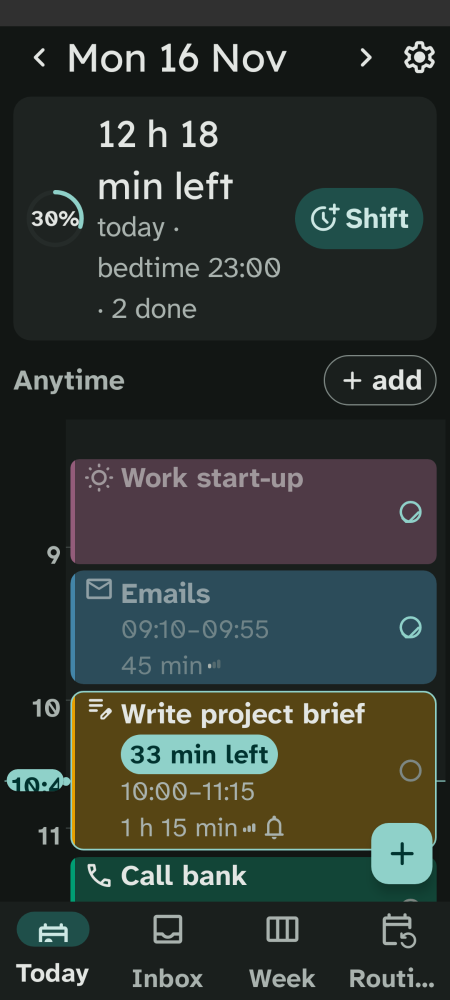 Mon 16 Nov
12 h 18
min left
30%
today ·
bedtime 23:00
· 2 done
Shift
Anytime
+ add
Work start-up
9
Emails
09:10–09:55
45 min
10
Write project brief
33 min left
10:00–11:15
10:4
1 h 15 min
11
Call bank
Today
Inbox
Week
Routi...